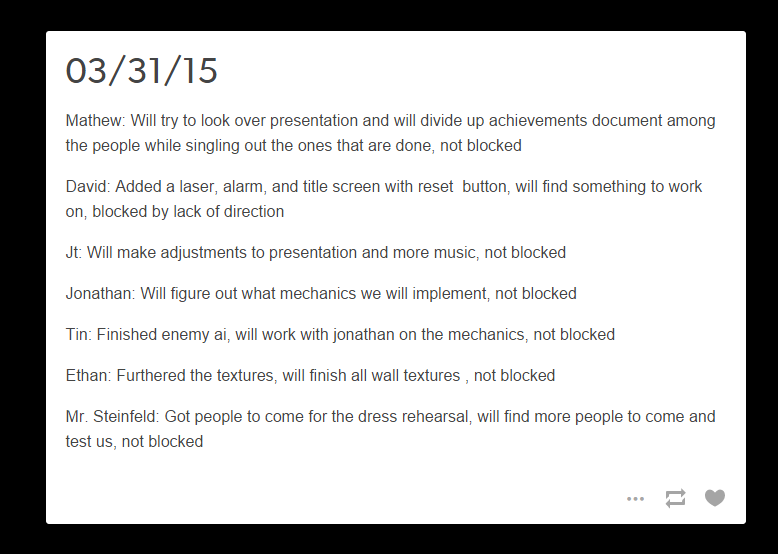 03/31/15
Mathew: Will try to look over presentation and will divide up achievements document among
the people while singling out the ones that are done, not blocked
David: Added a laser, alarm, and title screen with reset  button, will find something to work
on, blocked by lack of direction
Jt: Will make adjustments to presentation and more music, not blocked
Jonathan: Will figure out what mechanics we will implement, not blocked
Tin: Finished enemy ai, will work with jonathan on the mechanics, not blocked
Ethan: Furthered the textures, will finish all wall textures , not blocked
Mr. Steinfeld: Got people to come for the dress rehearsal, will find more people to come and
test us, not blocked